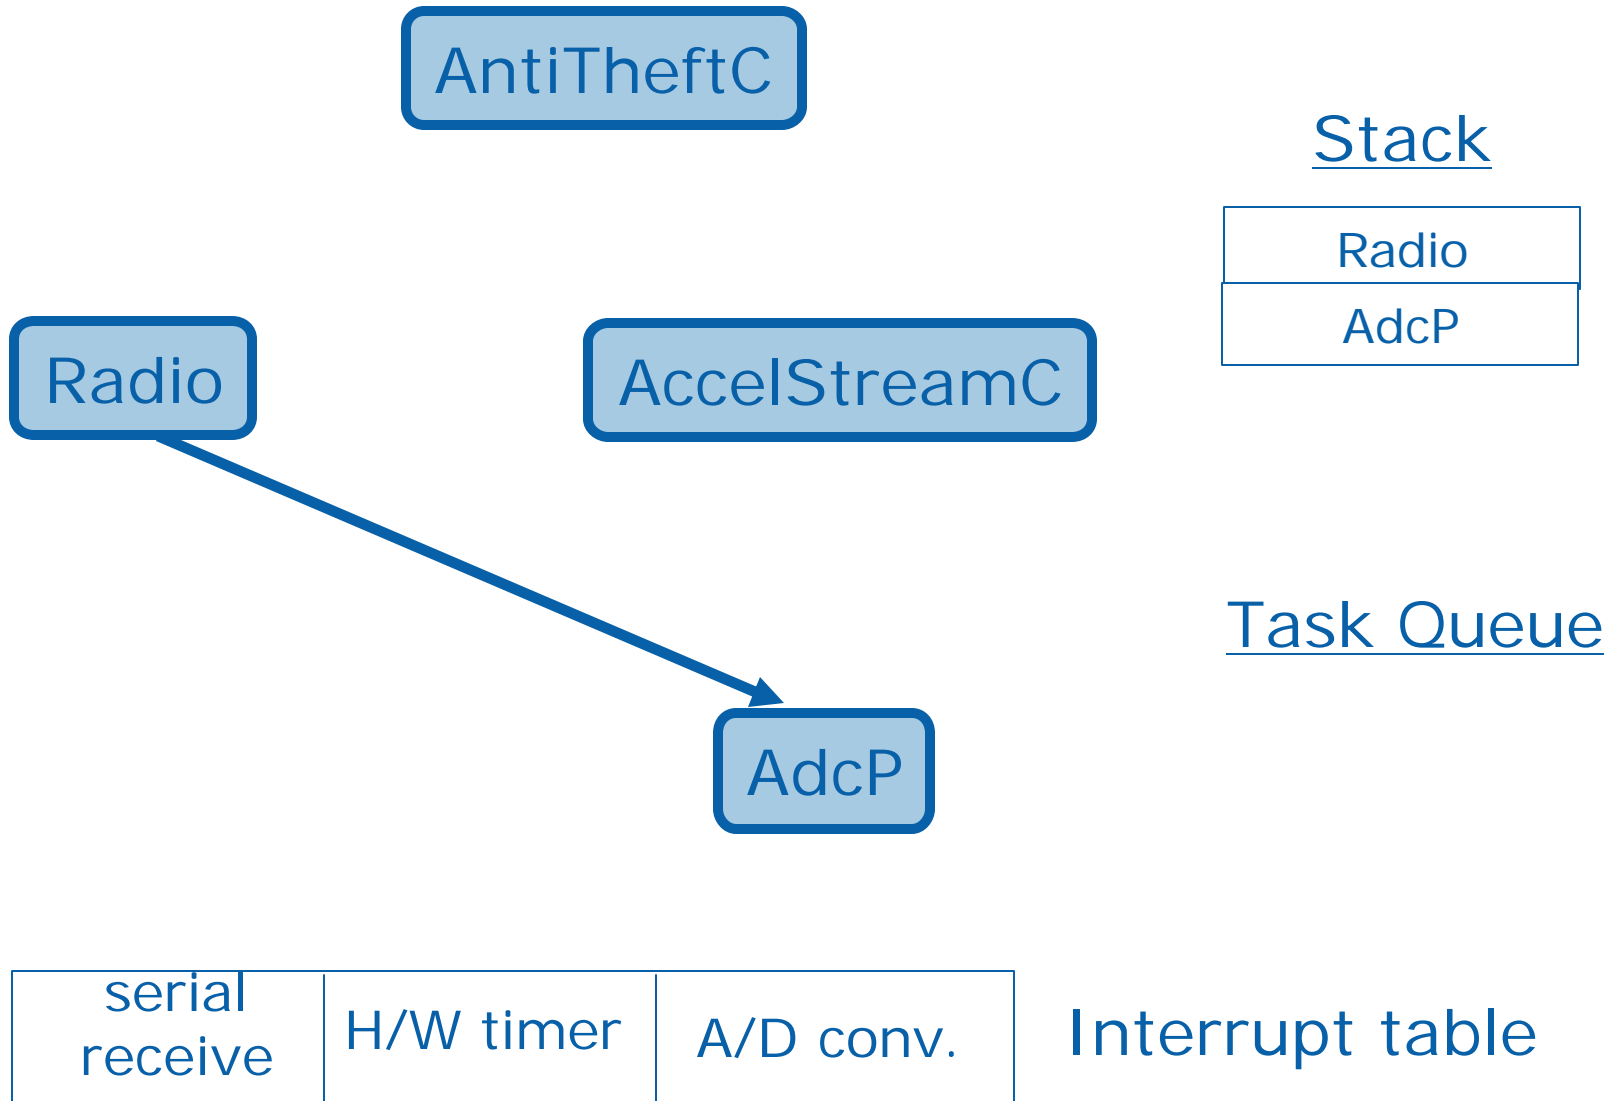 AntiTheftC
Stack
Radio
AdcP
Radio
AccelStreamC
Task Queue
AdcP
serial
receive
H/W timer
A/D conv.
Interrupt table